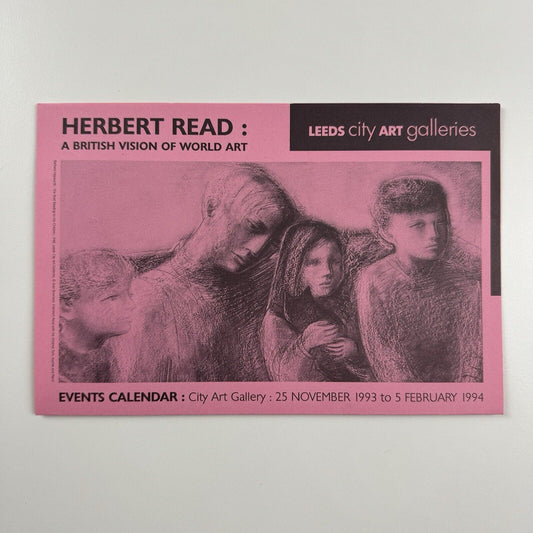 HERBERT READ :
A BRITISH VISION OF WORLD ART
LEEDS city ART galleries
EVENTS CALENDAR : City Art Gallery : 25 NOVEMBER 1993 to 5 FEBRUARY 1994